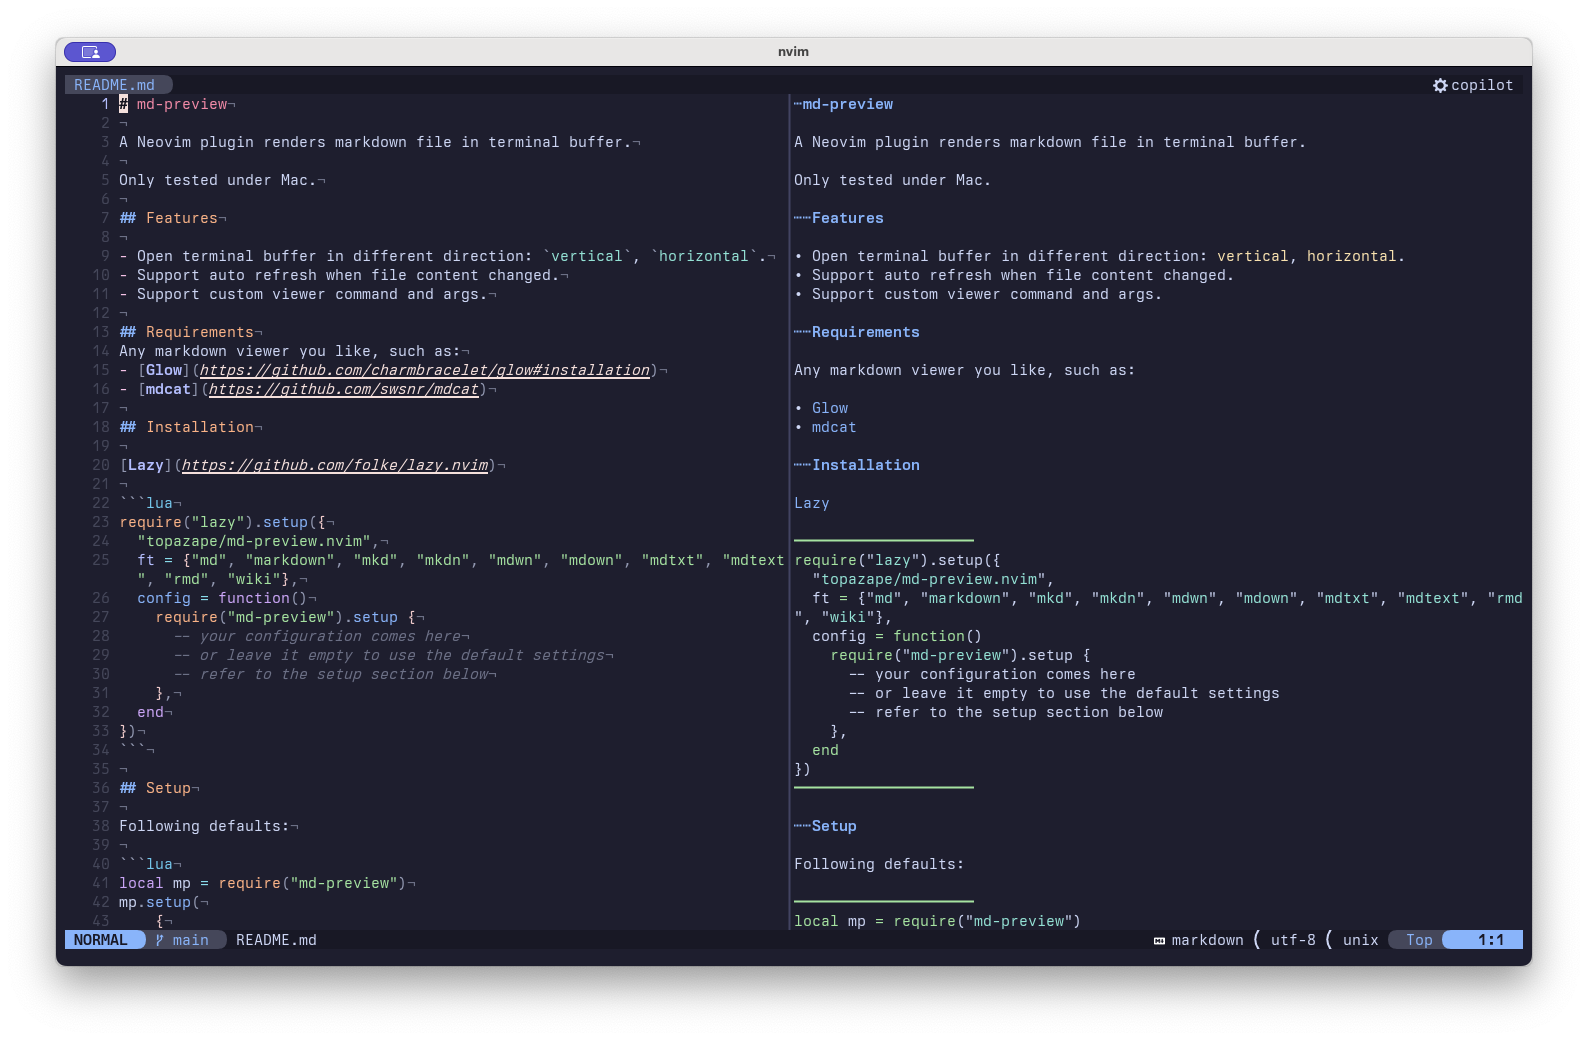 nvim
README.md
copilot
1 # md-preview¬
2 ¬
3 A Neovim plugin renders markdown file in terminal buffer.¬
4 ¬
5 Only tested under Mac.¬
6 ¬
7 ## Features¬
8 ¬
9 - Open terminal buffer in different direction: `vertical`, `horizontal`.¬
10 - Support auto refresh when file content changed.¬
11 - Support custom viewer command and args.¬
12 ¬
13 ## Requirements¬
14 Any markdown viewer you like, such as:¬
15 - [Glow](https://github.com/charmbracelet/glow#installation)¬
16 - [mdcat](https://github.com/swsnr/mdcat)¬
17 ¬
18 ## Installation¬
19 ¬
20 [Lazy](https://github.com/folke/lazy.nvim)¬
21 ¬
22 ```lua¬
23 require("lazy").setup({¬
24   "topazape/md-preview.nvim",¬
25   ft = {"md", "markdown", "mkd", "mkdn", "mdwn", "mdown", "mdtxt", "mdtext
  ", "rmd", "wiki"},¬
26   config = function()¬
27     require("md-preview").setup {¬
28       -- your configuration comes here¬
29       -- or leave it empty to use the default settings¬
30       -- refer to the setup section below¬
31     },¬
32   end¬
33 })¬
34 ```¬
35 ¬
36 ## Setup¬
37 ¬
38 Following defaults:¬
39 ¬
40 ```lua¬
41 local mp = require("md-preview")¬
42 mp.setup(¬
43     {¬
┄md-preview
A Neovim plugin renders markdown file in terminal buffer.
Only tested under Mac.
┄┄Features
• Open terminal buffer in different direction: vertical, horizontal.
• Support auto refresh when file content changed.
• Support custom viewer command and args.
┄┄Requirements
Any markdown viewer you like, such as:
• Glow
• mdcat
┄┄Installation
Lazy
require("lazy").setup({
  "topazape/md-preview.nvim",
  ft = {"md", "markdown", "mkd", "mkdn", "mdwn", "mdown", "mdtxt", "mdtext", "rmd
", "wiki"},
  config = function()
    require("md-preview").setup {
      -- your configuration comes here
      -- or leave it empty to use the default settings
      -- refer to the setup section below
    },
  end
})
┄┄Setup
Following defaults:
local mp = require("md-preview")
NORMAL main README.md
markdown ( utf-8 ( unix Top 1:1